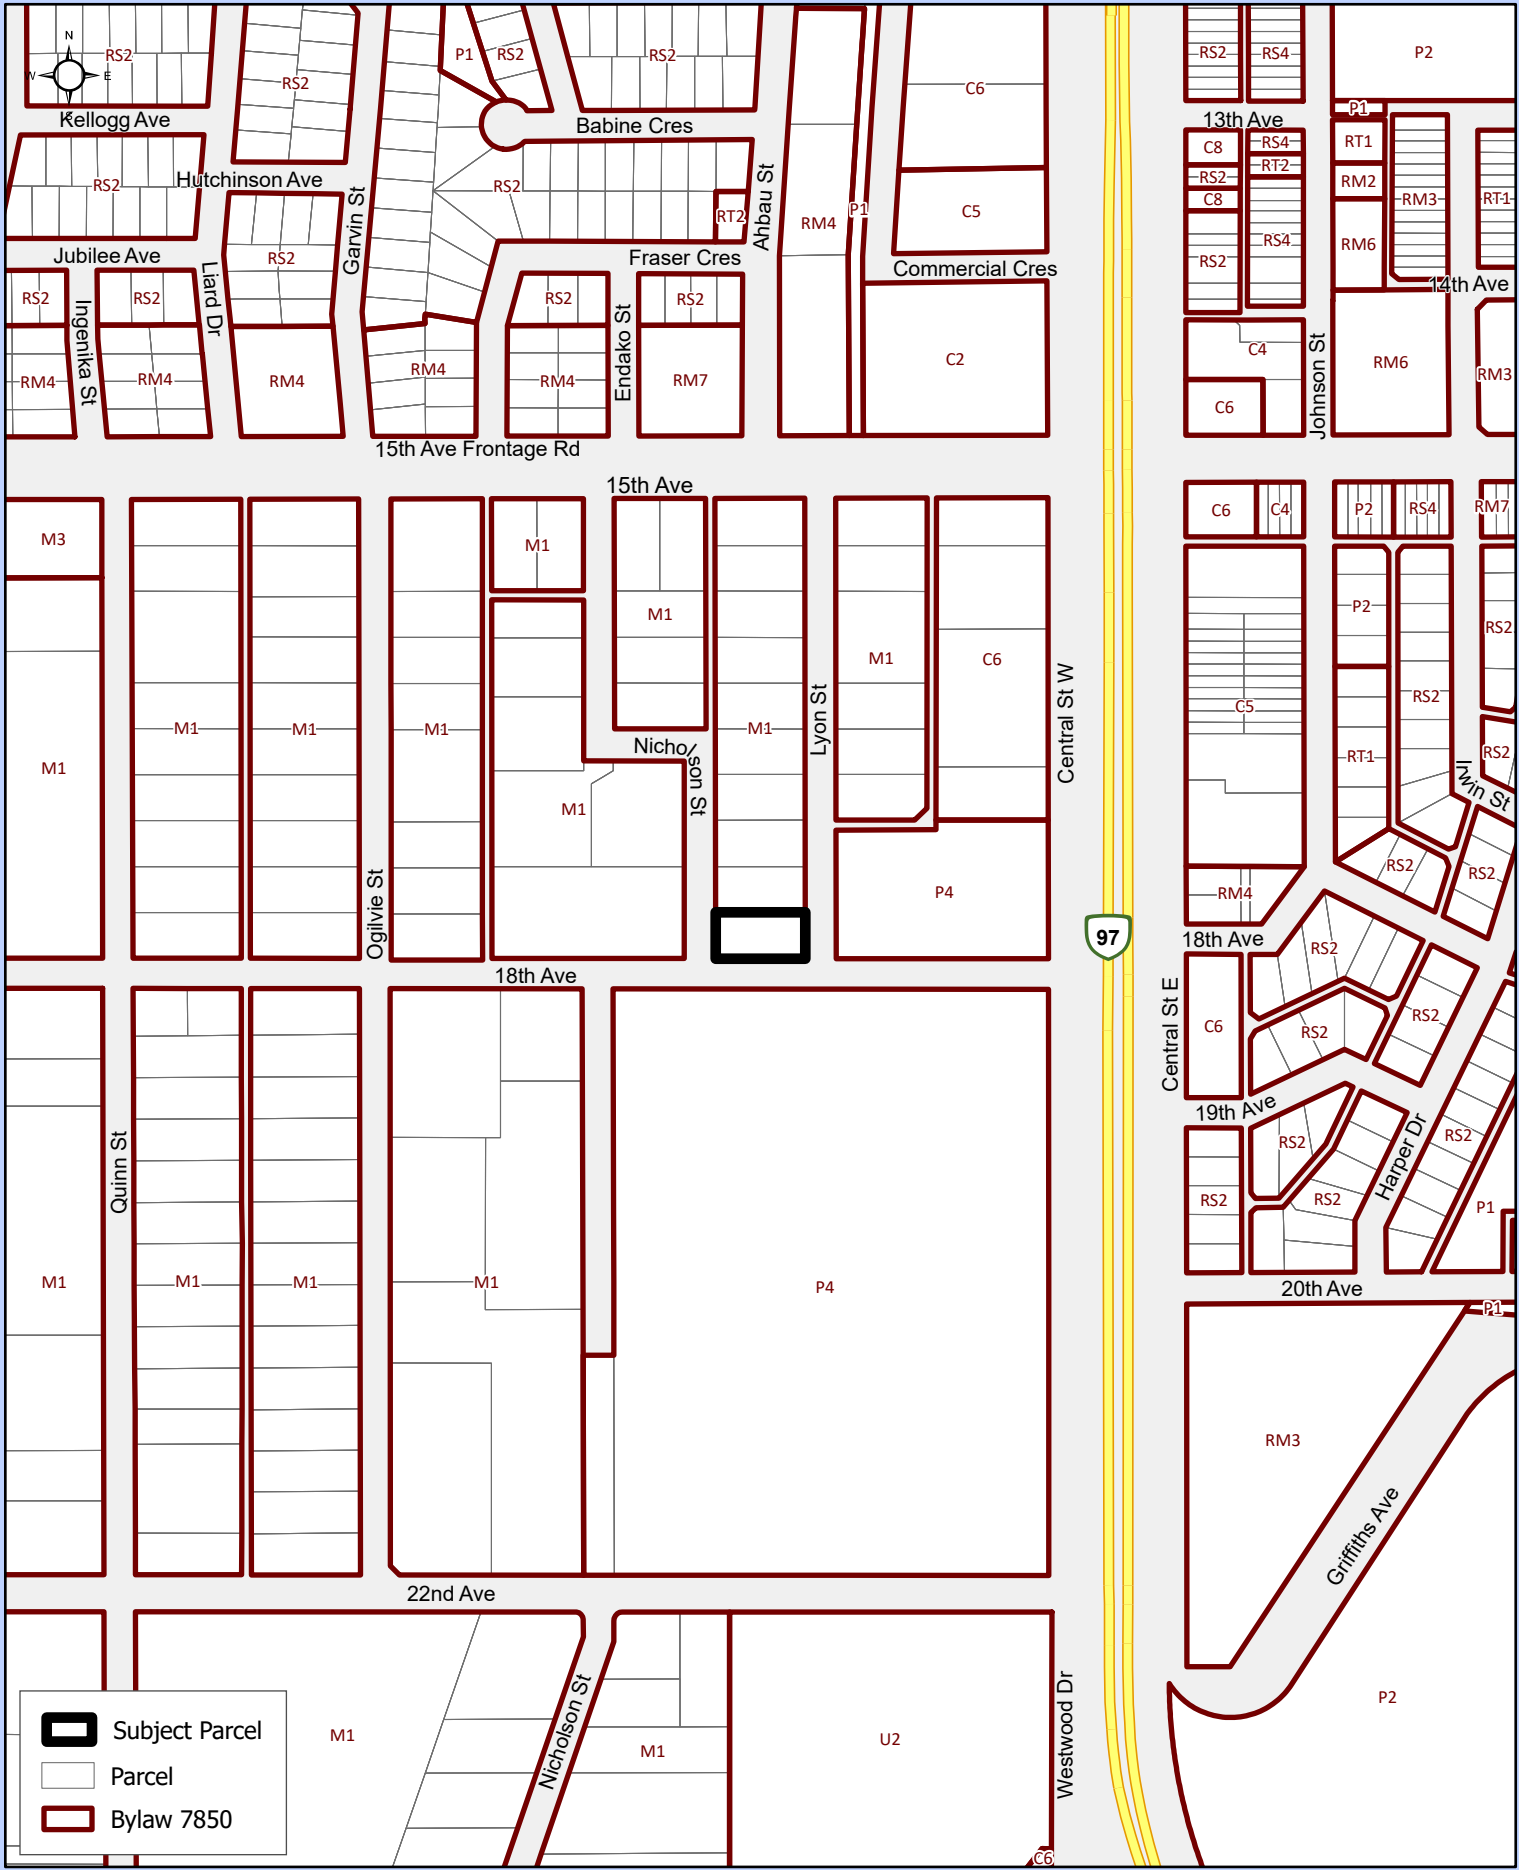 N
W
E
S
RS2
RS2
P1
RS2
RS2
C6
RS2
RS4
P2
Kellogg Ave
Babine Cres
13th Ave
P1
RS2
Hutchinson Ave
RS2
RT2
Ahbau St
RM4
P1
C5
C8
RS4
RT1
RS2
RT2
RM2
C8
RM3
RT1
RS4
RM6
RS2
Jubilee Ave
Liard Dr
RS2
Garvin St
Fraser Cres
Commercial Cres
14th Ave
RS2
Ingenika St
RS2
RS2
Endako St
RS2
RM4
RM4
RM4
RM4
RM4
RM7
C2
C4
C6
Johnson St
RM6
RM3
15th Ave Frontage Rd
15th Ave
M3
M1
C6
C4
P2
RS4
RM7
M1
M1
M1
M1
M1
Nicholson St
M1
M1
Lyon St
M1
C6
Central St W
C5
P2
RT1
RS2
RS2
RS2
Irwin St
RS2
RS2
Ogilvie St
P4
RM4
97
18th Ave
18th Ave
RS2
Central St E
C6
RS2
RS2
19th Ave
RS2
RS2
RS2
Harper Dr
RS2
P1
Quinn St
M1
M1
M1
M1
P4
20th Ave
P1
RM3
Griffiths Ave
22nd Ave
Nicholson St
M1
M1
U2
Westwood Dr
P2
C6
Subject Parcel
Parcel
Bylaw 7850